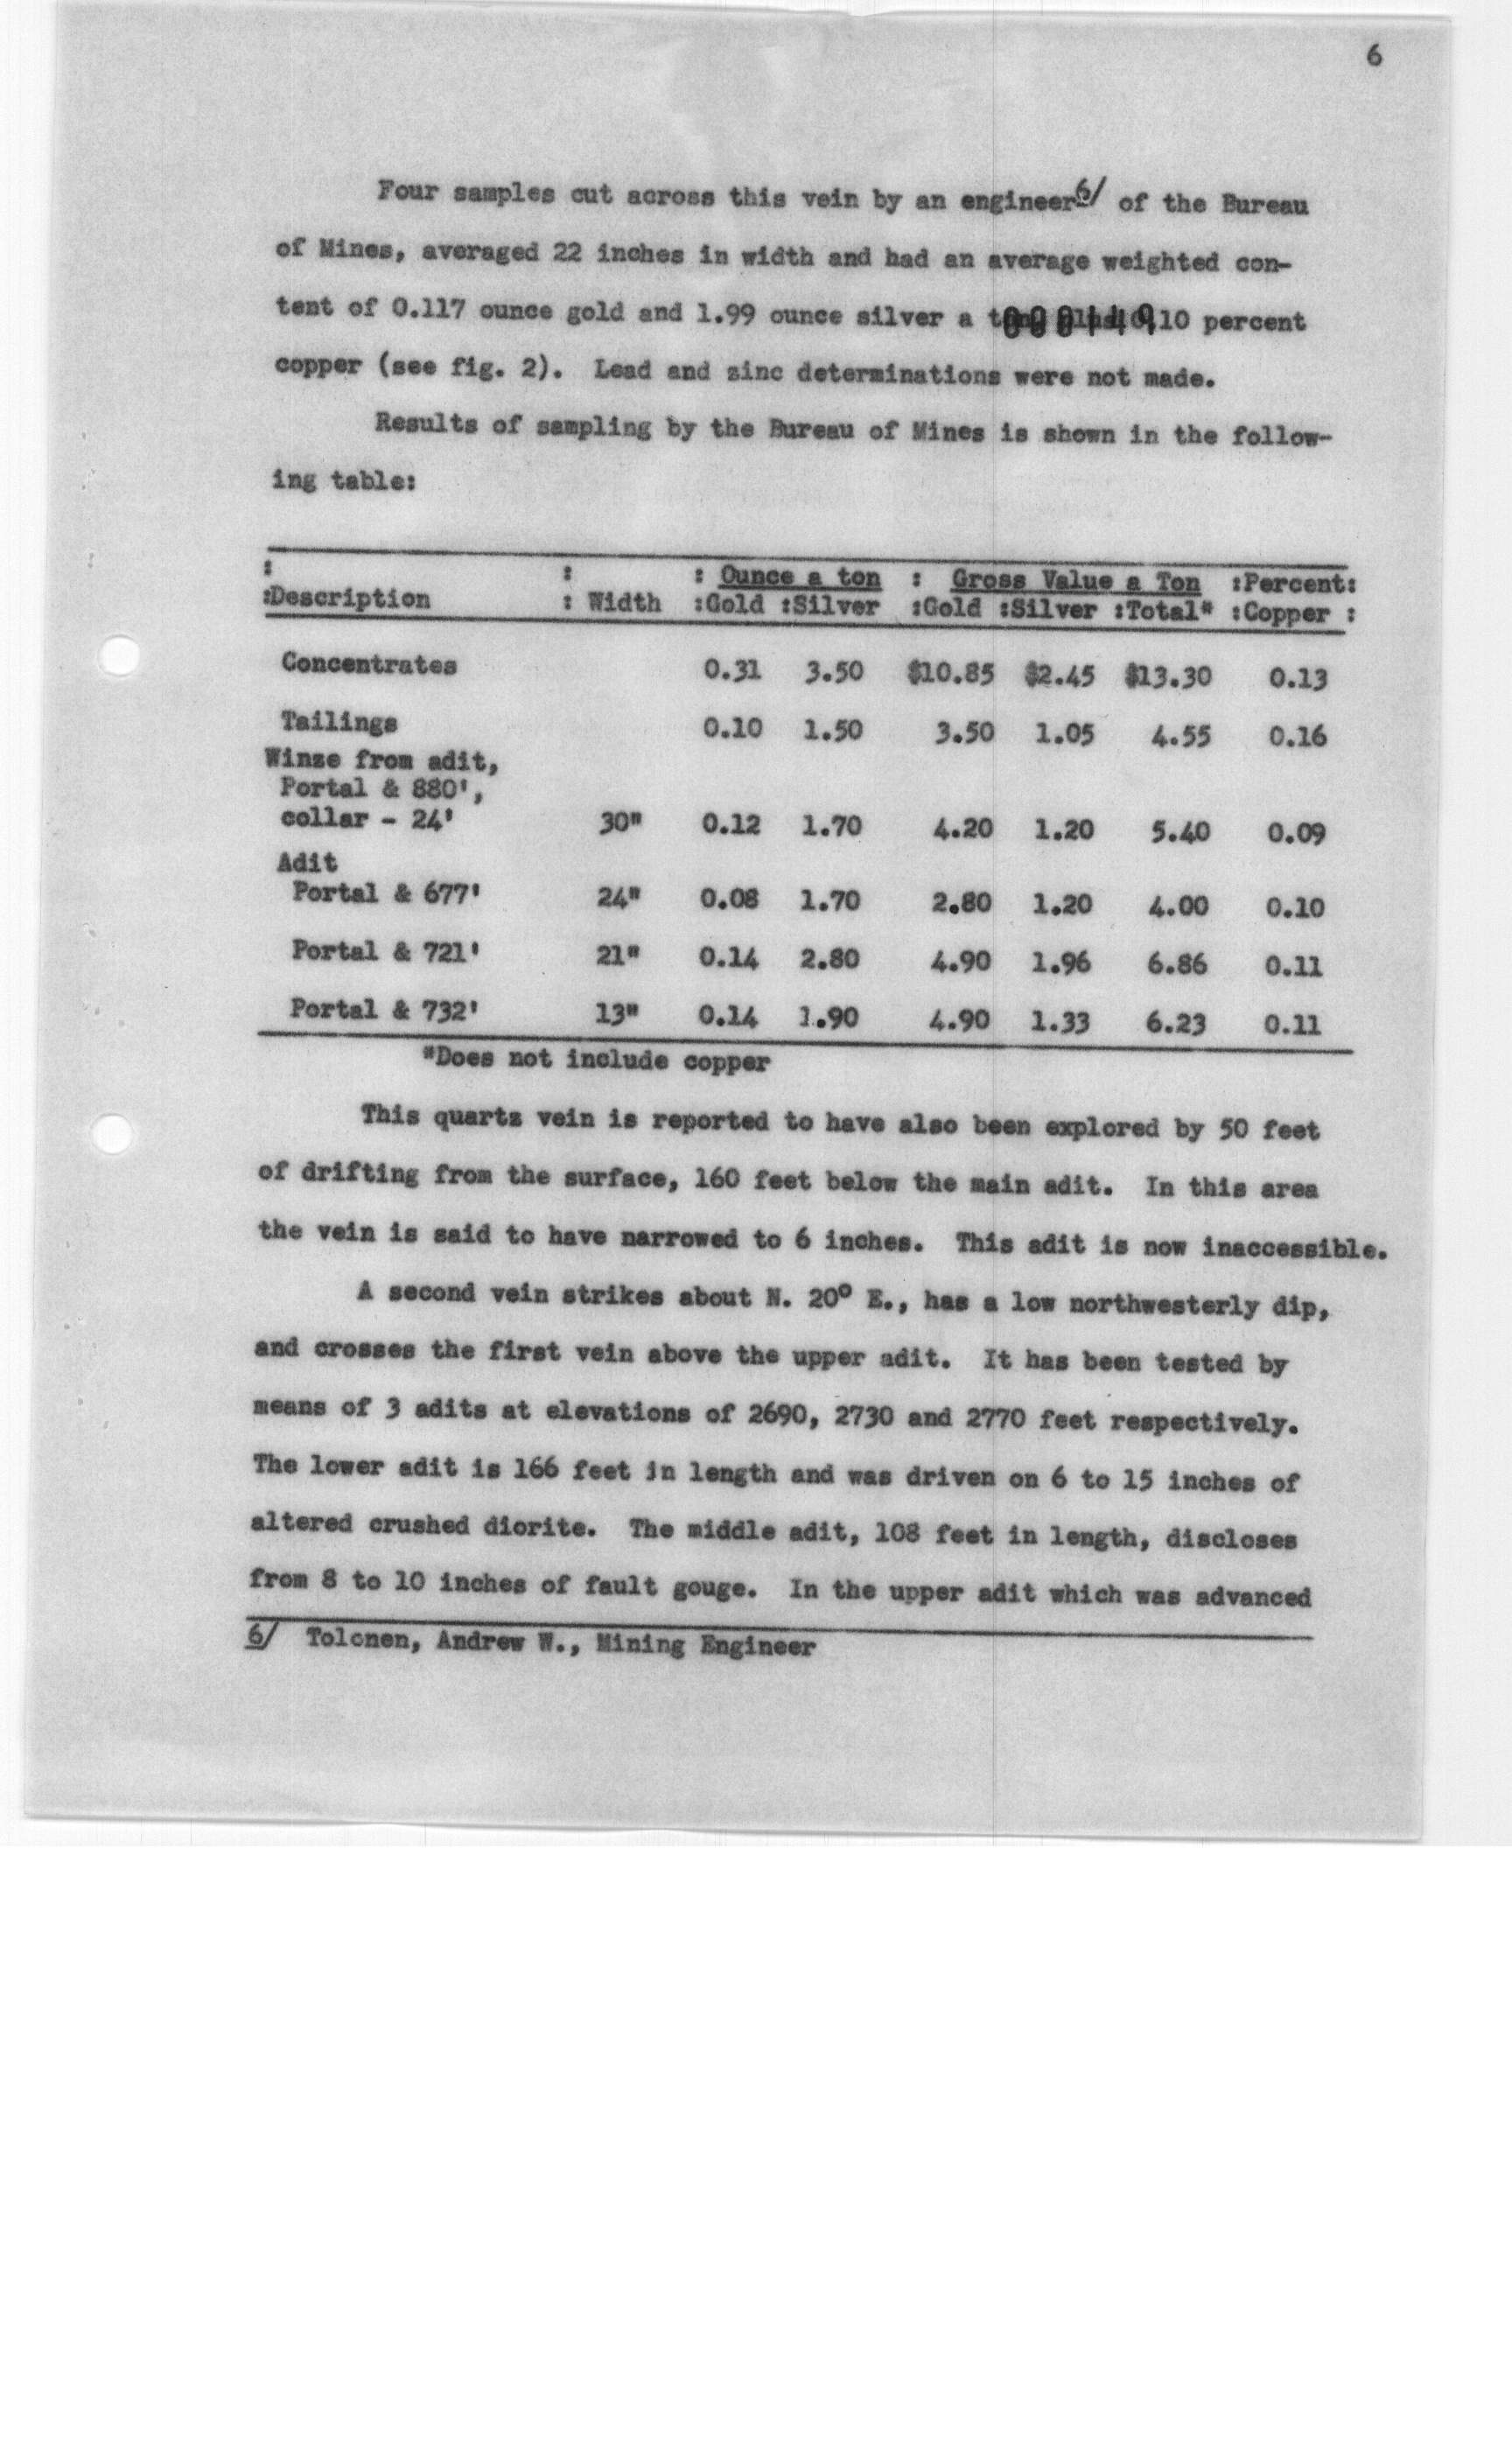 6
Four samples cut across this vein by an engineer6/ of the Bureau
of Mines, averaged 22 inches in width and had an average weighted con-
tent of 0.117 ounce gold and 1.99 ounce silver a 10 percent
copper (see fig. 2). Lead and zinc determinations were not made.
Results of sampling by the Bureau of Mines is shown in the follow-
ing table:
: : : Ounce a ton : Gross Value a Ton :Percent:
:Description : Width :Gold :Silver :Gold :Silver :Total* :Copper :
Concentrates 0.31 3.50 $10.85 $2.45 $13.30 0.13
Tailings 0.10 1.50 3.50 1.05 4.55 0.16
Winze from adit,
Portal & 880',
collar - 24' 30" 0.12 1.70 4.20 1.20 5.40 0.09
Adit
Portal & 677' 24" 0.08 1.70 2.80 1.20 4.00 0.10
Portal & 721' 21" 0.14 2.80 4.90 1.96 6.86 0.11
Portal & 732' 13" 0.14 1.90 4.90 1.33 6.23 0.11
*Does not include copper
This quartz vein is reported to have also been explored by 50 feet
of drifting from the surface, 160 feet below the main adit. In this area
the vein is said to have narrowed to 6 inches. This adit is now inaccessible.
A second vein strikes about N. 20° E., has a low northwesterly dip,
and crosses the first vein above the upper adit. It has been tested by
means of 3 adits at elevations of 2690, 2730 and 2770 feet respectively.
The lower adit is 166 feet in length and was driven on 6 to 15 inches of
altered crushed diorite. The middle adit, 108 feet in length, discloses
from 8 to 10 inches of fault gouge. In the upper adit which was advanced
6/ Tolonen, Andrew W., Mining Engineer